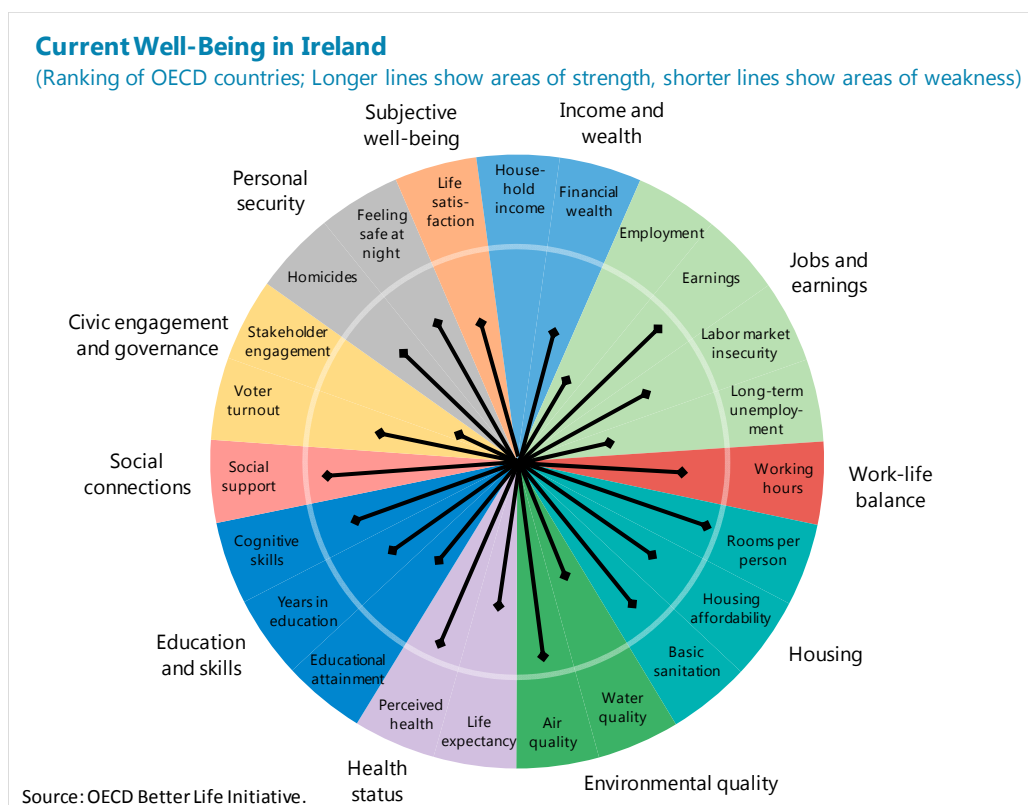 Current Well-Being in Ireland
(Ranking of OECD countries; Longer lines show areas of strength, shorter lines show areas of weakness)
Subjective
well-being
Income and
wealth
Personal
security
Jobs and
earnings
Civic engagement
and governance
Social
connections
Work-life
balance
Education
and skills
Housing
Health
status
Environmental quality
House-
hold
income
Financial
wealth
Employment
Earnings
Labor market
insecurity
Long-term
unemploy-
ment
Working
hours
Rooms per
person
Housing
affordability
Basic
sanitation
Water
quality
Air
quality
Life
expectancy
Perceived
health
Educational
attainment
Years in
education
Cognitive
skills
Social
support
Voter
turnout
Stakeholder
engagement
Homicides
Feeling
safe at
night
Life
satis-
faction
Source: OECD Better Life Initiative.